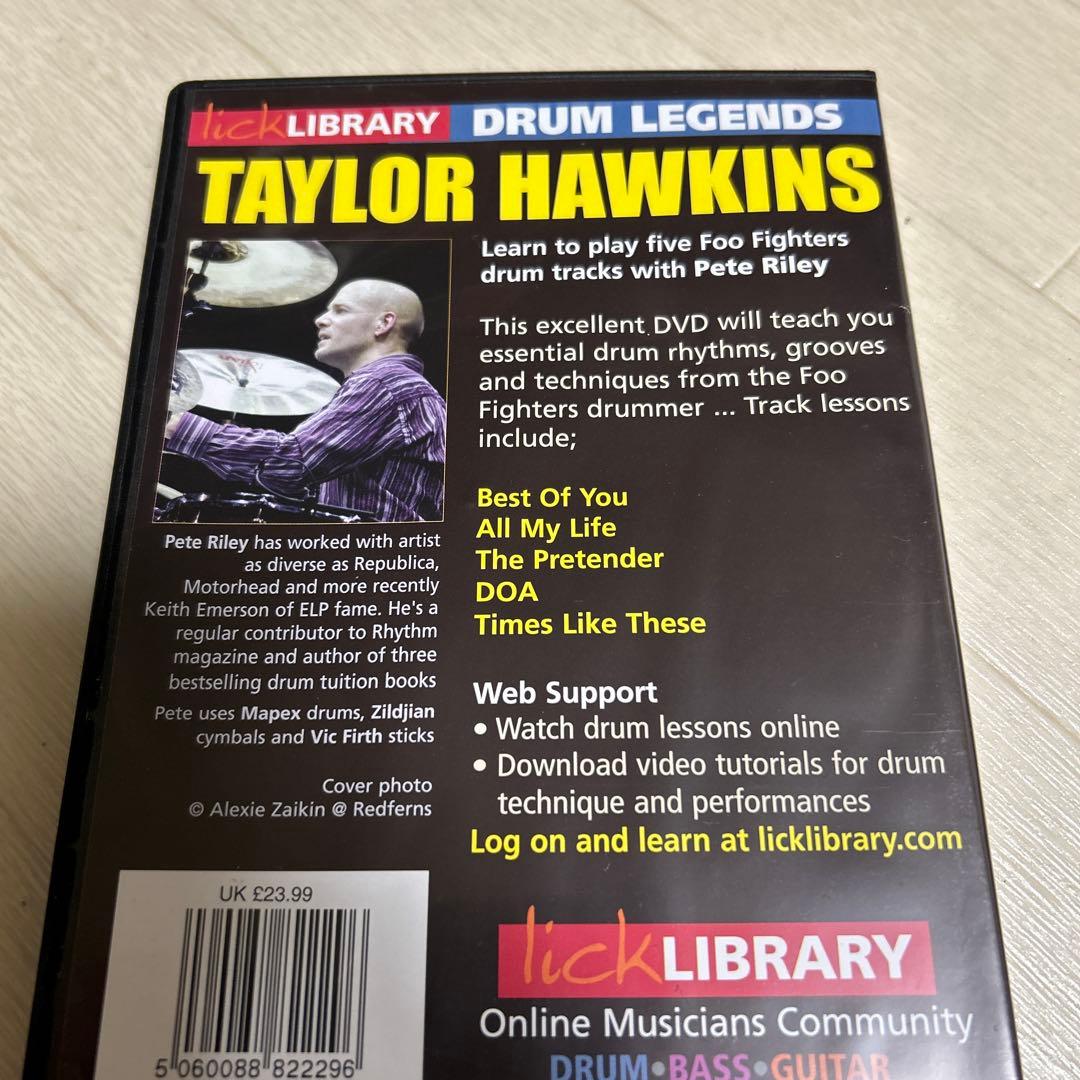 lickLIBRARY DRUM LEGENDS
TAYLOR HAWKINS
Learn to play five Foo Fighters
drum tracks with Pete Riley
This excellent DVD will teach you
essential drum rhythms, grooves
and techniques from the Foo
Fighters drummer ... Track lessons
include;
Best Of You
All My Life
The Pretender
DOA
Times Like These
Pete Riley has worked with artist
as diverse as Republica,
Motorhead and more recently
Keith Emerson of ELP fame. He's a
regular contributor to Rhythm
magazine and author of three
bestselling drum tuition books
Pete uses Mapex drums, Zildjian
cymbals and Vic Firth sticks
Cover photo
© Alexie Zaikin @ Redferns
Web Support
• Watch drum lessons online
• Download video tutorials for drum
technique and performances
Log on and learn at licklibrary.com
UK £23.99
5 060088 822296
lickLIBRARY
Online Musicians Community
DRUM•BASS•GUITAR